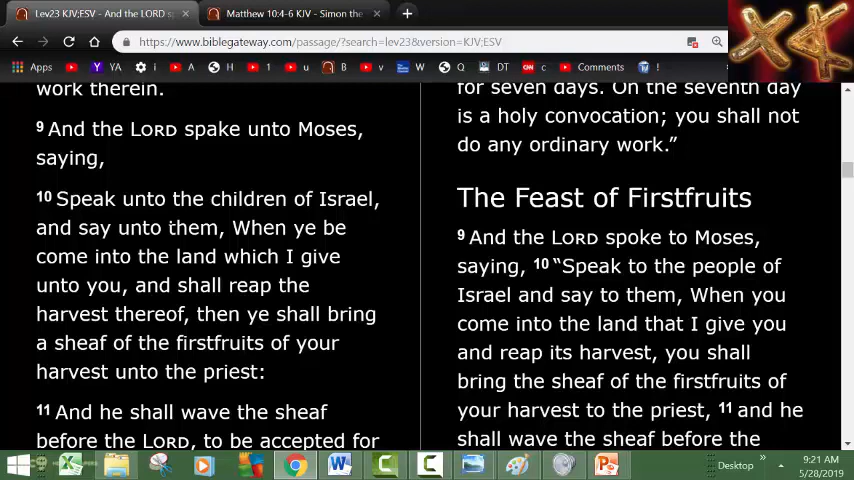 Lev23 KJV;ESV - And the LORD s
Matthew 10:4-6 KJV - Simon the
https://www.biblegateway.com/passage/?search=lev23&version=KJV;ESV
Apps
YA
i
A
H
u
B
v
W
Q
DT
c
Comments
!
work therein.
9 And the LORD spake unto Moses,
saying,
10 Speak unto the children of Israel,
and say unto them, When ye be
come into the land which I give
unto you, and shall reap the
harvest thereof, then ye shall bring
a sheaf of the firstfruits of your
harvest unto the priest:
11 And he shall wave the sheaf
before the LORD, to be accepted for
for seven days. On the seventh day
is a holy convocation; you shall not
do any ordinary work.”
The Feast of Firstfruits
9 And the LORD spoke to Moses,
saying, 10 “Speak to the people of
Israel and say to them, When you
come into the land that I give you
and reap its harvest, you shall
bring the sheaf of the firstfruits of
your harvest to the priest, 11 and he
shall wave the sheaf before the
Desktop
9:21 AM
5/28/2019